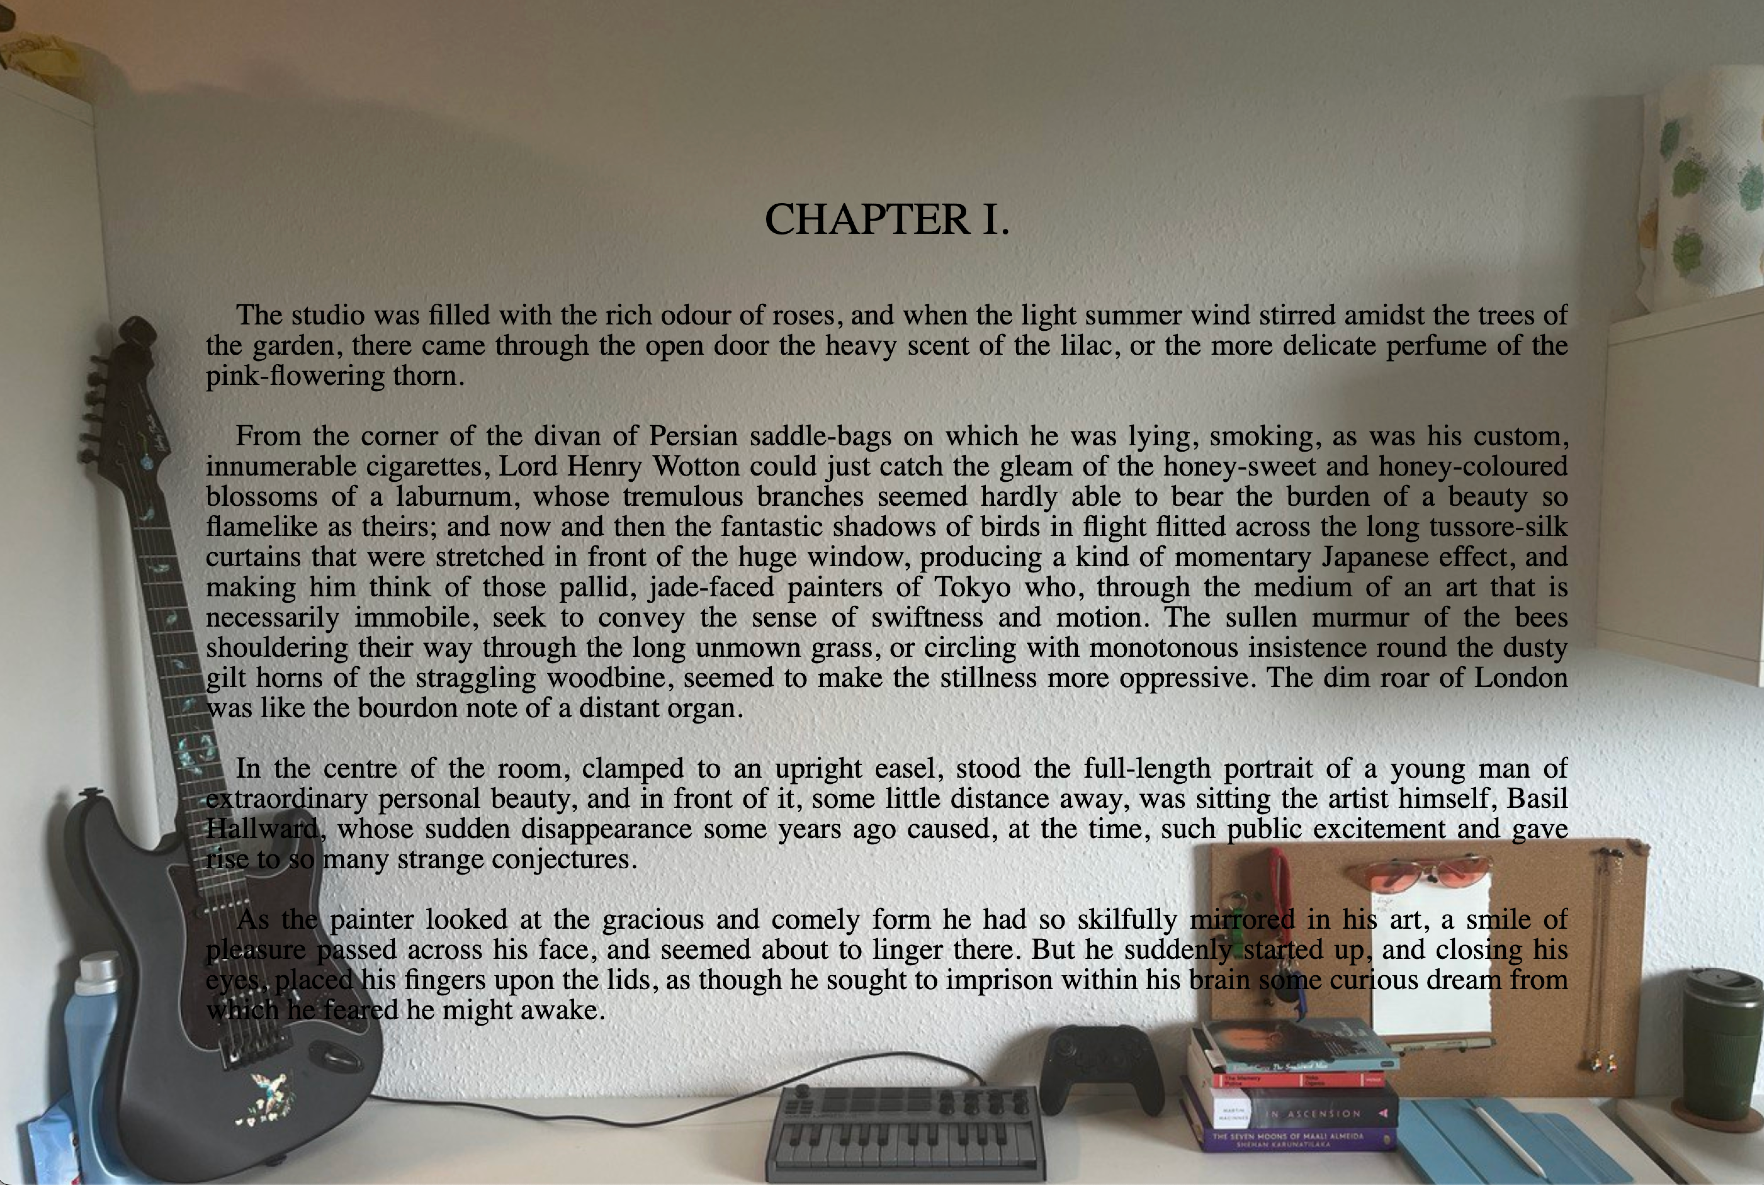 CHAPTER I.
The studio was filled with the rich odour of roses, and when the light summer wind stirred amidst the trees of
the garden, there came through the open door the heavy scent of the lilac, or the more delicate perfume of the
pink-flowering thorn.
From the corner of the divan of Persian saddle-bags on which he was lying, smoking, as was his custom,
innumerable cigarettes, Lord Henry Wotton could just catch the gleam of the honey-sweet and honey-coloured
blossoms of a laburnum, whose tremulous branches seemed hardly able to bear the burden of a beauty so
flamelike as theirs; and now and then the fantastic shadows of birds in flight flitted across the long tussore-silk
curtains that were stretched in front of the huge window, producing a kind of momentary Japanese effect, and
making him think of those pallid, jade-faced painters of Tokyo who, through the medium of an art that is
necessarily immobile, seek to convey the sense of swiftness and motion. The sullen murmur of the bees
shouldering their way through the long unmown grass, or circling with monotonous insistence round the dusty
gilt horns of the straggling woodbine, seemed to make the stillness more oppressive. The dim roar of London
was like the bourdon note of a distant organ.
In the centre of the room, clamped to an upright easel, stood the full-length portrait of a young man of
extraordinary personal beauty, and in front of it, some little distance away, was sitting the artist himself, Basil
Hallward, whose sudden disappearance some years ago caused, at the time, such public excitement and gave
rise to so many strange conjectures.
As the painter looked at the gracious and comely form he had so skilfully mirrored in his art, a smile of
pleasure passed across his face, and seemed about to linger there. But he suddenly started up, and closing his
eyes, placed his fingers upon the lids, as though he sought to imprison within his brain some curious dream from
which he feared he might awake.
The Memory
Police
Yoko
Ogawa
MARTIN
MACINNES
IN ASCENSION
THE SEVEN MOONS OF MAALI ALMEIDA
SHEHAN KARUNATILAKA